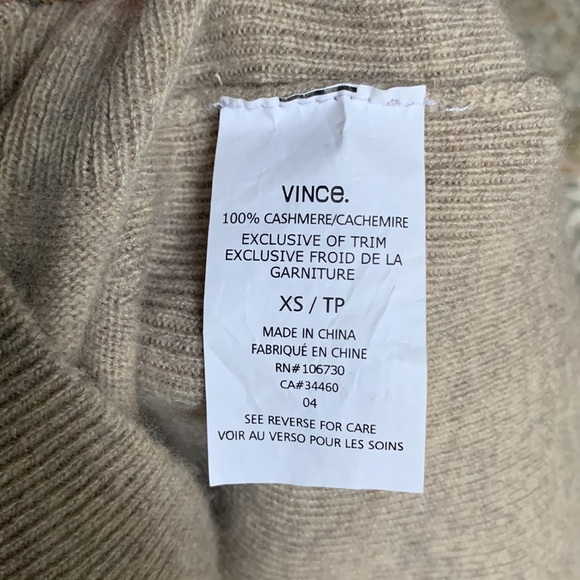 VINCE.
100% CASHMERE/CACHEMIRE
EXCLUSIVE OF TRIM
EXCLUSIVE FROID DE LA
GARNITURE
XS / TP
MADE IN CHINA
FABRIQUÉ EN CHINE
RN#106730
CA#34460
04
SEE REVERSE FOR CARE
VOIR AU VERSO POUR LES SOINS